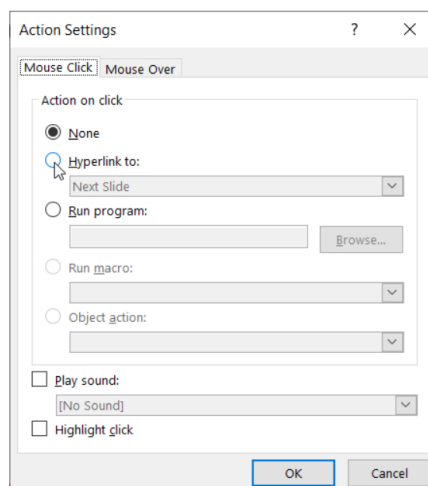 Action Settings ? ×
Mouse Click Mouse Over
Action on click
None
Hyperlink to:
Next Slide
Run program:
Browse...
Run macro:
Object action:
Play sound:
[No Sound]
Highlight click
OK Cancel